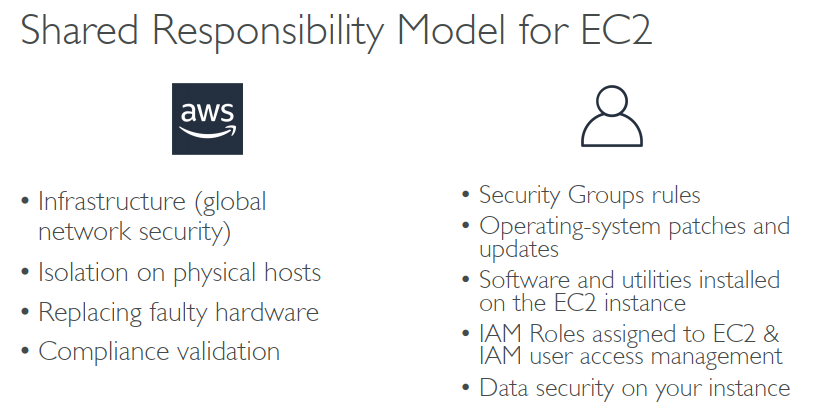 Shared Responsibility Model for EC2
aws
• Infrastructure (global
network security)
• Isolation on physical hosts
• Replacing faulty hardware
• Compliance validation
• Security Groups rules
• Operating-system patches and
updates
• Software and utilities installed
on the EC2 instance
• IAM Roles assigned to EC2 &
IAM user access management
• Data security on your instance